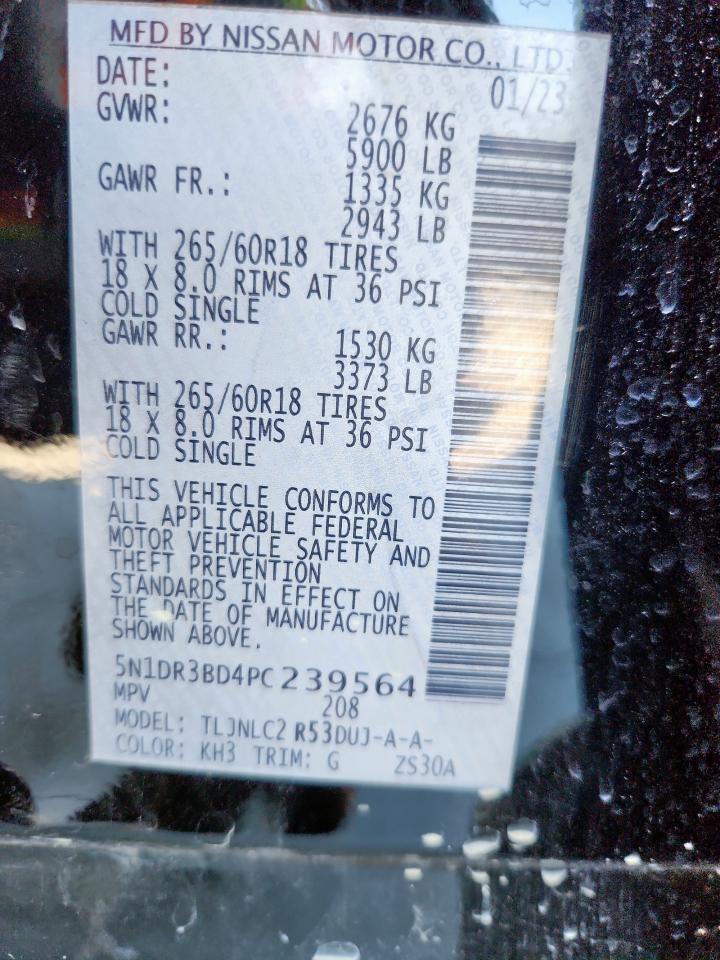 MFD BY NISSAN MOTOR CO., LTD.
DATE: 01/23
GVWR: 2676 KG
5900 LB
GAWR FR.: 1335 KG
2943 LB
WITH 265/60R18 TIRES
18 X 8.0 RIMS AT 36 PSI
COLD SINGLE
GAWR RR.: 1530 KG
3373 LB
WITH 265/60R18 TIRES
18 X 8.0 RIMS AT 36 PSI
COLD SINGLE
THIS VEHICLE CONFORMS TO
ALL APPLICABLE FEDERAL
MOTOR VEHICLE SAFETY AND
THEFT PREVENTION
STANDARDS IN EFFECT ON
THE DATE OF MANUFACTURE
SHOWN ABOVE.
5N1DR3BD4PC239564
MPV 208
MODEL: TLJNLC2 R53DUJ-A-A-
COLOR: KH3 TRIM: G ZS30A